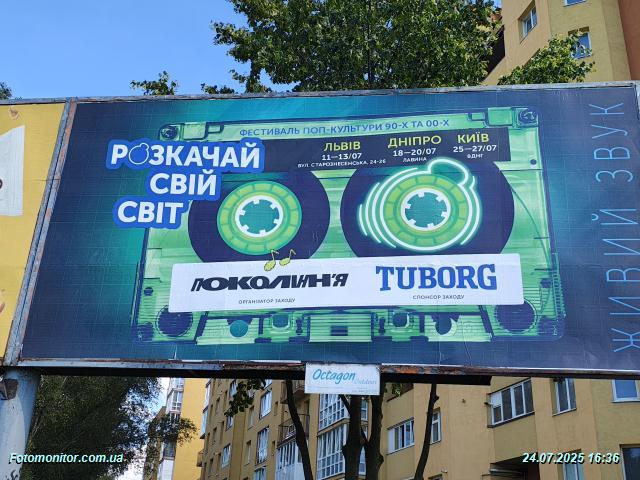 ФЕСТИВАЛЬ ПОП-КУЛЬТУРИ 90-Х ТА 00-Х
ЛЬВІВ
11–13/07
ВУЛ. СТАРОЗНЕСЕНСЬКА, 24-26
ДНІПРО
18–20/07
ЛАВИНА
КИЇВ
25–27/07
ВДНГ
РОЗКАЧАЙ
СВІЙ
СВІТ
ПОКОЛІННЯ
ОРГАНІЗАТОР ЗАХОДУ
TUBORG
СПОНСОР ЗАХОДУ
ЖИВИЙ ЗВУК
Octagon
Outdoor
Fotomonitor.com.ua
24.07.2025 16:36